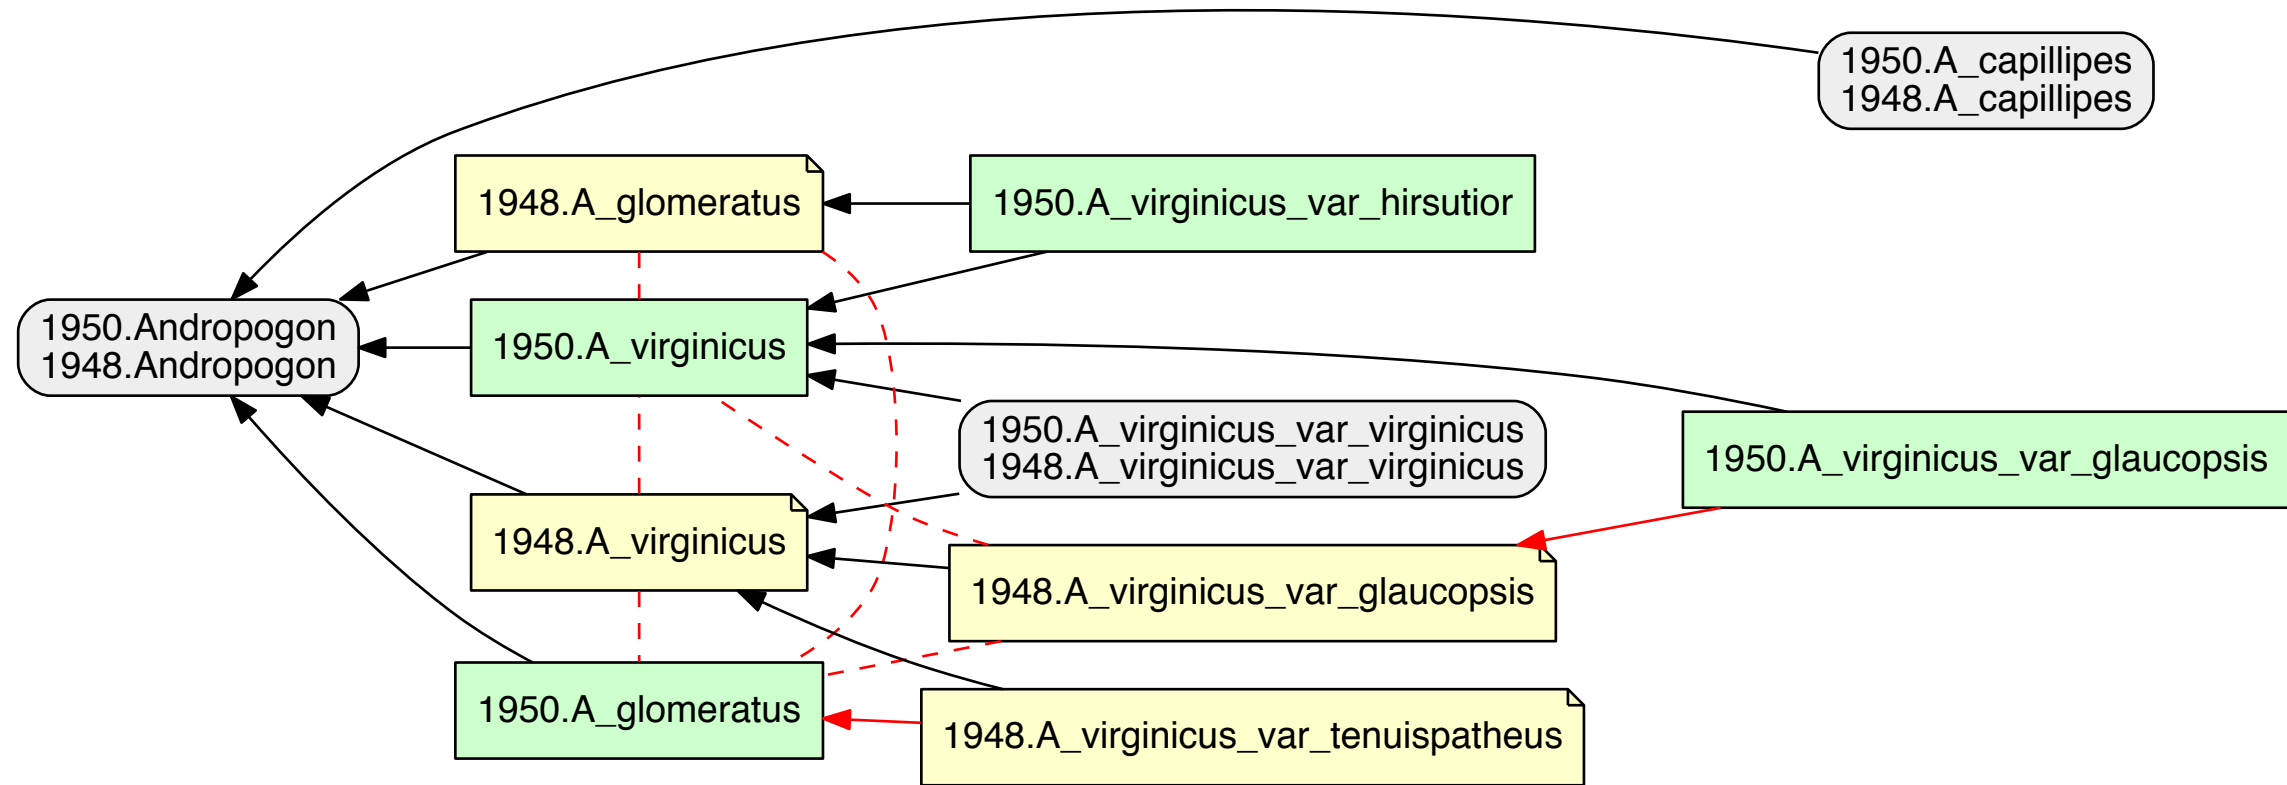 1950.A_capillipes
1948.A_capillipes
1948.A_glomeratus
1950.A_virginicus_var_hirsutior
1950.Andropogon
1948.Andropogon
1950.A_virginicus
1950.A_virginicus_var_virginicus
1948.A_virginicus_var_virginicus
1950.A_virginicus_var_glaucopsis
1948.A_virginicus
1948.A_virginicus_var_glaucopsis
1950.A_glomeratus
1948.A_virginicus_var_tenuispatheus